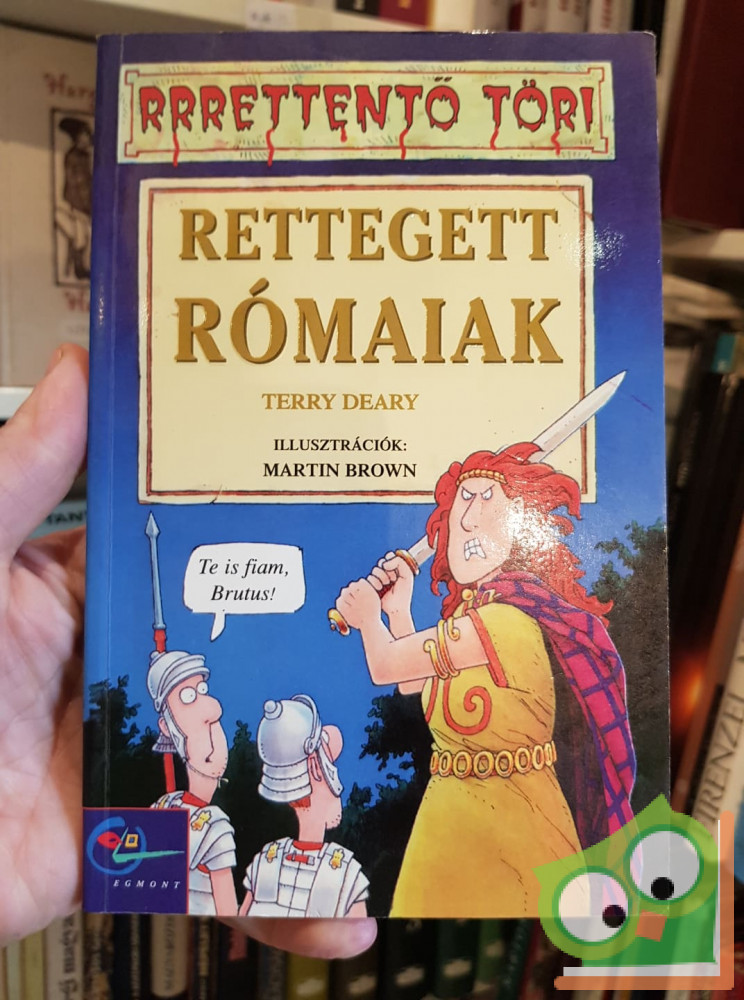 RRRETTENTŐ TÖRI
RETTEGETT
RÓMAIAK
TERRY DEARY
ILLUSZTRÁCIÓK:
MARTIN BROWN
Te is fiam,
Brutus!
EGMONT